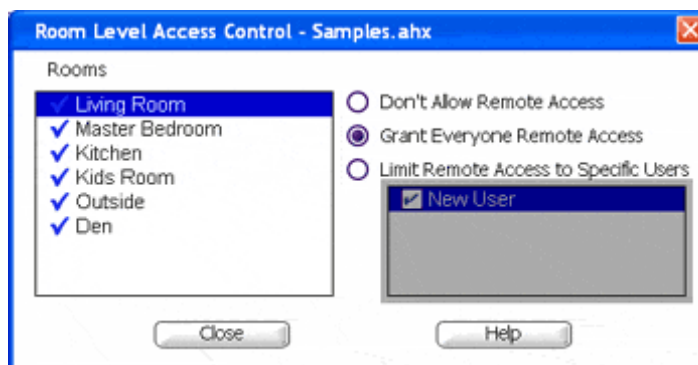 Room Level Access Control - Samples.ahx
Rooms
Living Room
Master Bedroom
Kitchen
Kids Room
Outside
Den
Don't Allow Remote Access
Grant Everyone Remote Access
Limit Remote Access to Specific Users
New User
Close
Help